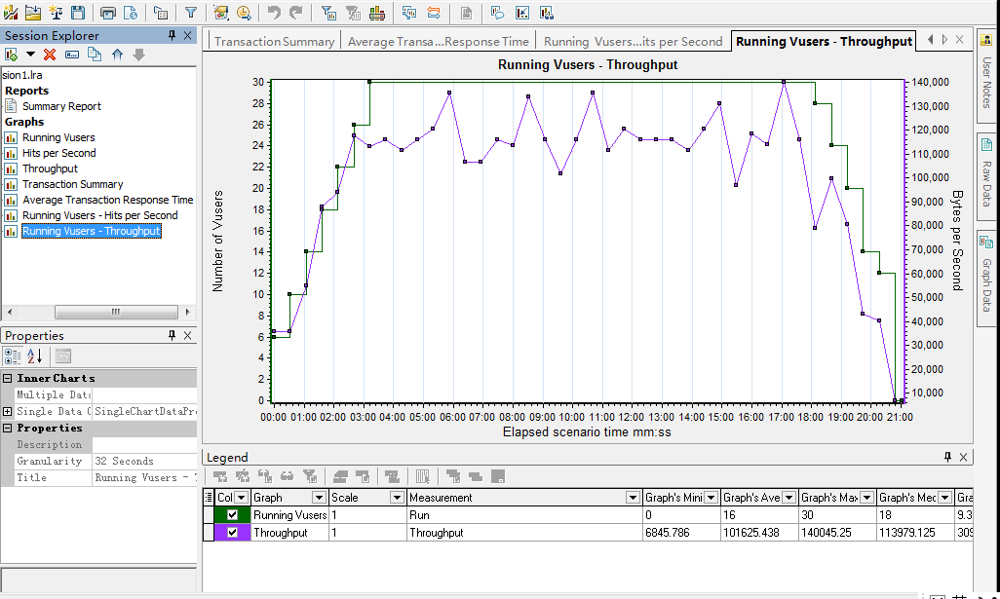 Session Explorer
sion1.lra
Reports
Summary Report
Graphs
Running Vusers
Hits per Second
Throughput
Transaction Summary
Average Transaction Response Time
Running Vusers - Hits per Second
Running Vusers - Throughput
Properties
InnerCharts
Multiple Data
Single Data C SingleChartDataPro
Properties
Description
Granularity 32 Seconds
Title Running Vusers - T
Transaction Summary Average Transa...Response Time Running Vusers...its per Second Running Vusers - Throughput
Running Vusers - Throughput
Number of Vusers
30
28
26
24
22
20
18
16
14
12
10
8
6
4
2
0
140,000
130,000
120,000
110,000
100,000
90,000
80,000
70,000
60,000
50,000
40,000
30,000
20,000
10,000
Bytes per Second
00:00 01:00 02:00 03:00 04:00 05:00 06:00 07:00 08:00 09:00 10:00 11:00 12:00 13:00 14:00 15:00 16:00 17:00 18:00 19:00 20:00 21:00
Elapsed scenario time mm:ss
User Notes
Raw Data
Graph Data
Legend
Col Graph Scale Measurement Graph's Mini Graph's Ave Graph's Max Graph's Med Gra
Running Vusers 1 Run 0 16 30 18 9.3
Throughput 1 Throughput 6845.786 101625.438 140045.25 113979.125 309